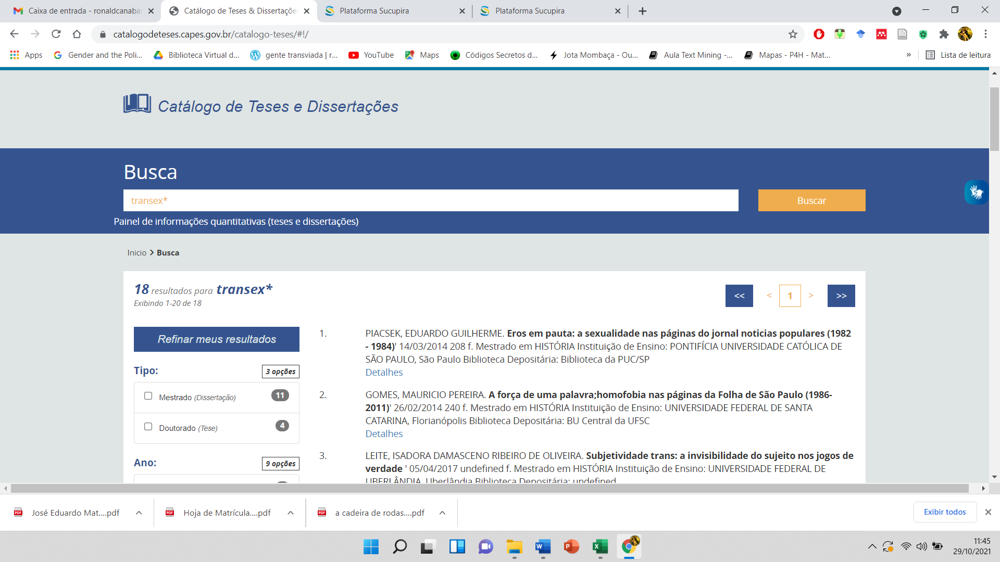 Caixa de entrada - ronaldcanabar
Catálogo de Teses & Dissertaçõe
Plataforma Sucupira
Plataforma Sucupira
catalogodeteses.capes.gov.br/catalogo-teses/#!/
Apps
Gender and the Poli...
Biblioteca Virtual d...
gente transviada | r...
YouTube
Maps
Códigos Secretos d...
Jota Mombaça - Ou...
Aula Text Mining -...
Mapas - P4H - Mat...
»
Lista de leitura
Catálogo de Teses e Dissertações
Busca
transex*
Buscar
Painel de informações quantitativas (teses e dissertações)
Inicio > Busca
18 resultados para transex*
Exibindo 1-20 de 18
<< < 1 > >>
Refinar meus resultados
Tipo: 3 opções
Mestrado (Dissertação) 11
Doutorado (Tese) 4
Ano: 9 opções
1. PIACSEK, EDUARDO GUILHERME. Eros em pauta: a sexualidade nas páginas do jornal noticias populares (1982
- 1984)' 14/03/2014 208 f. Mestrado em HISTÓRIA Instituição de Ensino: PONTIFÍCIA UNIVERSIDADE CATÓLICA DE
SÃO PAULO, São Paulo Biblioteca Depositária: Biblioteca da PUC/SP
Detalhes
2. GOMES, MAURICIO PEREIRA. A força de uma palavra;homofobia nas páginas da Folha de São Paulo (1986-
2011)' 26/02/2014 240 f. Mestrado em HISTÓRIA Instituição de Ensino: UNIVERSIDADE FEDERAL DE SANTA
CATARINA, Florianópolis Biblioteca Depositária: BU Central da UFSC
Detalhes
3. LEITE, ISADORA DAMASCENO RIBEIRO DE OLIVEIRA. Subjetividade trans: a invisibilidade do sujeito nos jogos de
verdade ' 05/04/2017 undefined f. Mestrado em HISTÓRIA Instituição de Ensino: UNIVERSIDADE FEDERAL DE
UBERLÂNDIA, Uberlândia Biblioteca Depositária: undefined
José Eduardo Mat....pdf
Hoja de Matrícula....pdf
a cadeira de rodas....pdf
Exibir todos
11:45
29/10/2021